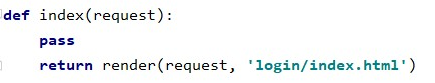 def index(request):
    pass
    return render(request, 'login/index.html')